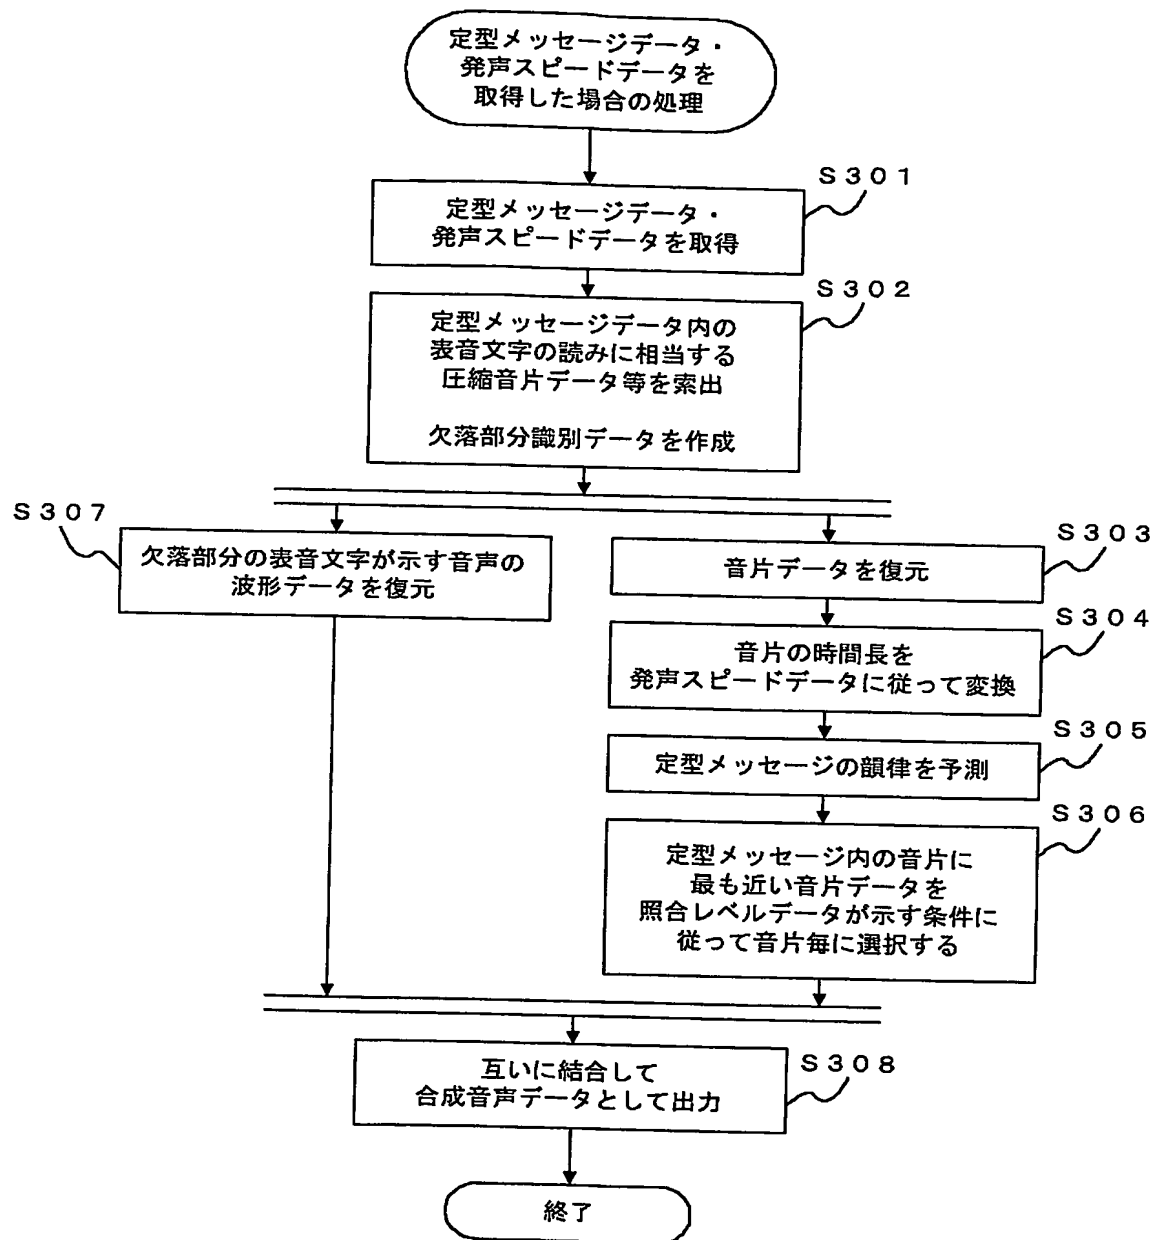 定型メッセージデータ・
発声スピードデータを
取得した場合の処理
S301
定型メッセージデータ・
発声スピードデータを取得
S302
定型メッセージデータ内の
表音文字の読みに相当する
圧縮音片データ等を索出
欠落部分識別データを作成
S307
欠落部分の表音文字が示す音声の
波形データを復元
S303
音片データを復元
S304
音片の時間長を
発声スピードデータに従って変換
S305
定型メッセージの韻律を予測
S306
定型メッセージ内の音片に
最も近い音片データを
照合レベルデータが示す条件に
従って音片毎に選択する
S308
互いに結合して
合成音声データとして出力
終了